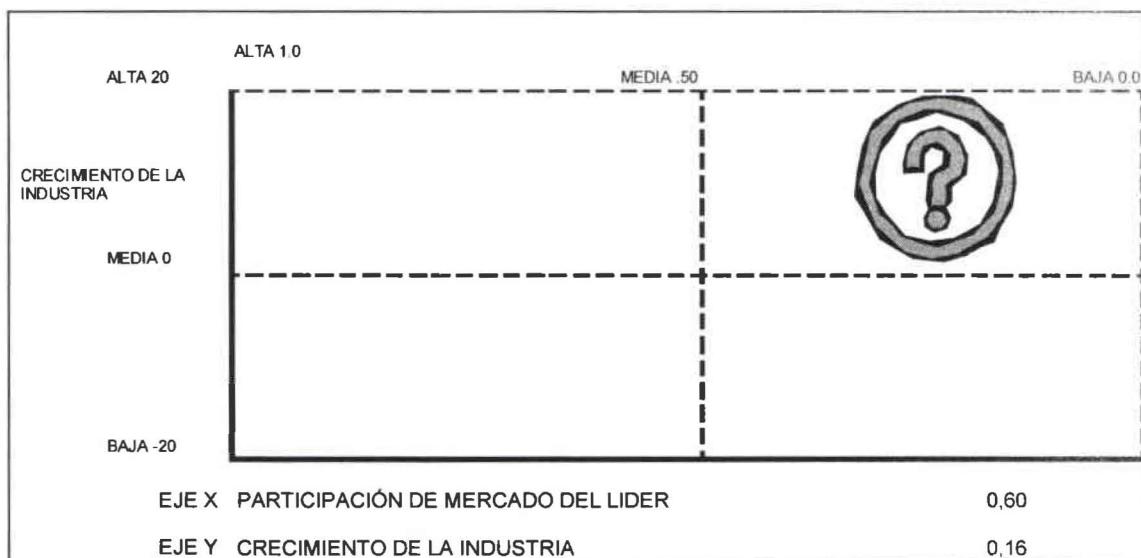 ALTA 1.0
ALTA 20 MEDIA .50 BAJA 0.0
CRECIMIENTO DE LA
INDUSTRIA
MEDIA 0
?
BAJA -20
EJE X PARTICIPACIÓN DE MERCADO DEL LIDER 0,60
EJE Y CRECIMIENTO DE LA INDUSTRIA 0,16